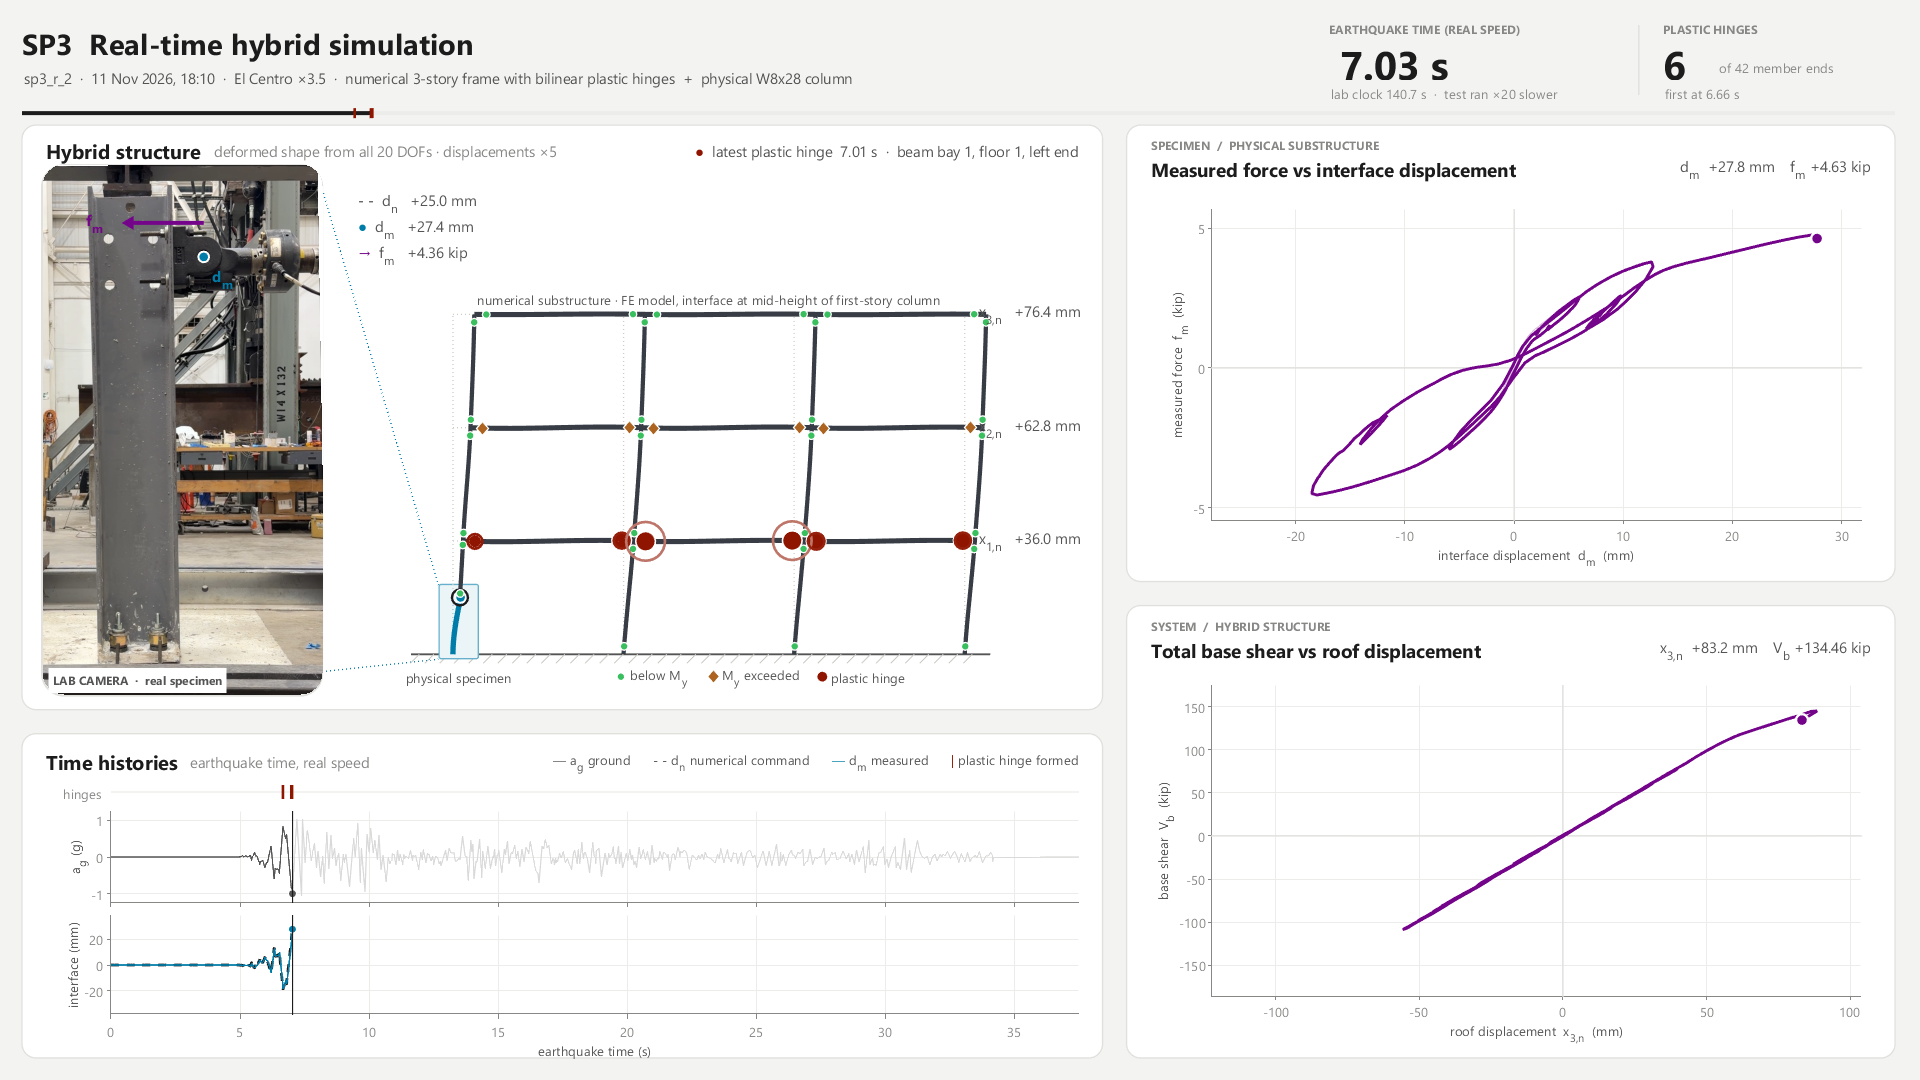 SP3 Real-time hybrid simulation
sp3_r_2 · 11 Nov 2026, 18:10 · El Centro ×3.5 · numerical 3-story frame with bilinear plastic hinges + physical W8x28 column
EARTHQUAKE TIME (REAL SPEED)
7.03 s
lab clock 140.7 s · test ran ×20 slower
PLASTIC HINGES
6 of 42 member ends
first at 6.66 s
Hybrid structure deformed shape from all 20 DOFs · displacements ×5
● latest plastic hinge 7.01 s · beam bay 1, floor 1, left end
f_m
d_m
W14X132
LAB CAMERA · real specimen
- - d_n +25.0 mm
● d_m +27.4 mm
→ f_m +4.36 kip
numerical substructure · FE model, interface at mid-height of first-story column
3,n +76.4 mm
2,n +62.8 mm
x_1,n +36.0 mm
physical specimen
● below M_y ◆ M_y exceeded ● plastic hinge
Time histories earthquake time, real speed
— a_g ground - - d_n numerical command — d_m measured | plastic hinge formed
hinges
a_g (g)
1
0
-1
interface (mm)
20
0
-20
0 5 10 15 20 25 30 35
earthquake time (s)
SPECIMEN / PHYSICAL SUBSTRUCTURE
Measured force vs interface displacement
d_m +27.8 mm f_m +4.63 kip
measured force f_m (kip)
5
0
-5
-20 -10 0 10 20 30
interface displacement d_m (mm)
SYSTEM / HYBRID STRUCTURE
Total base shear vs roof displacement
x_3,n +83.2 mm V_b +134.46 kip
base shear V_b (kip)
150
100
50
0
-50
-100
-150
-100 -50 0 50 100
roof displacement x_3,n (mm)